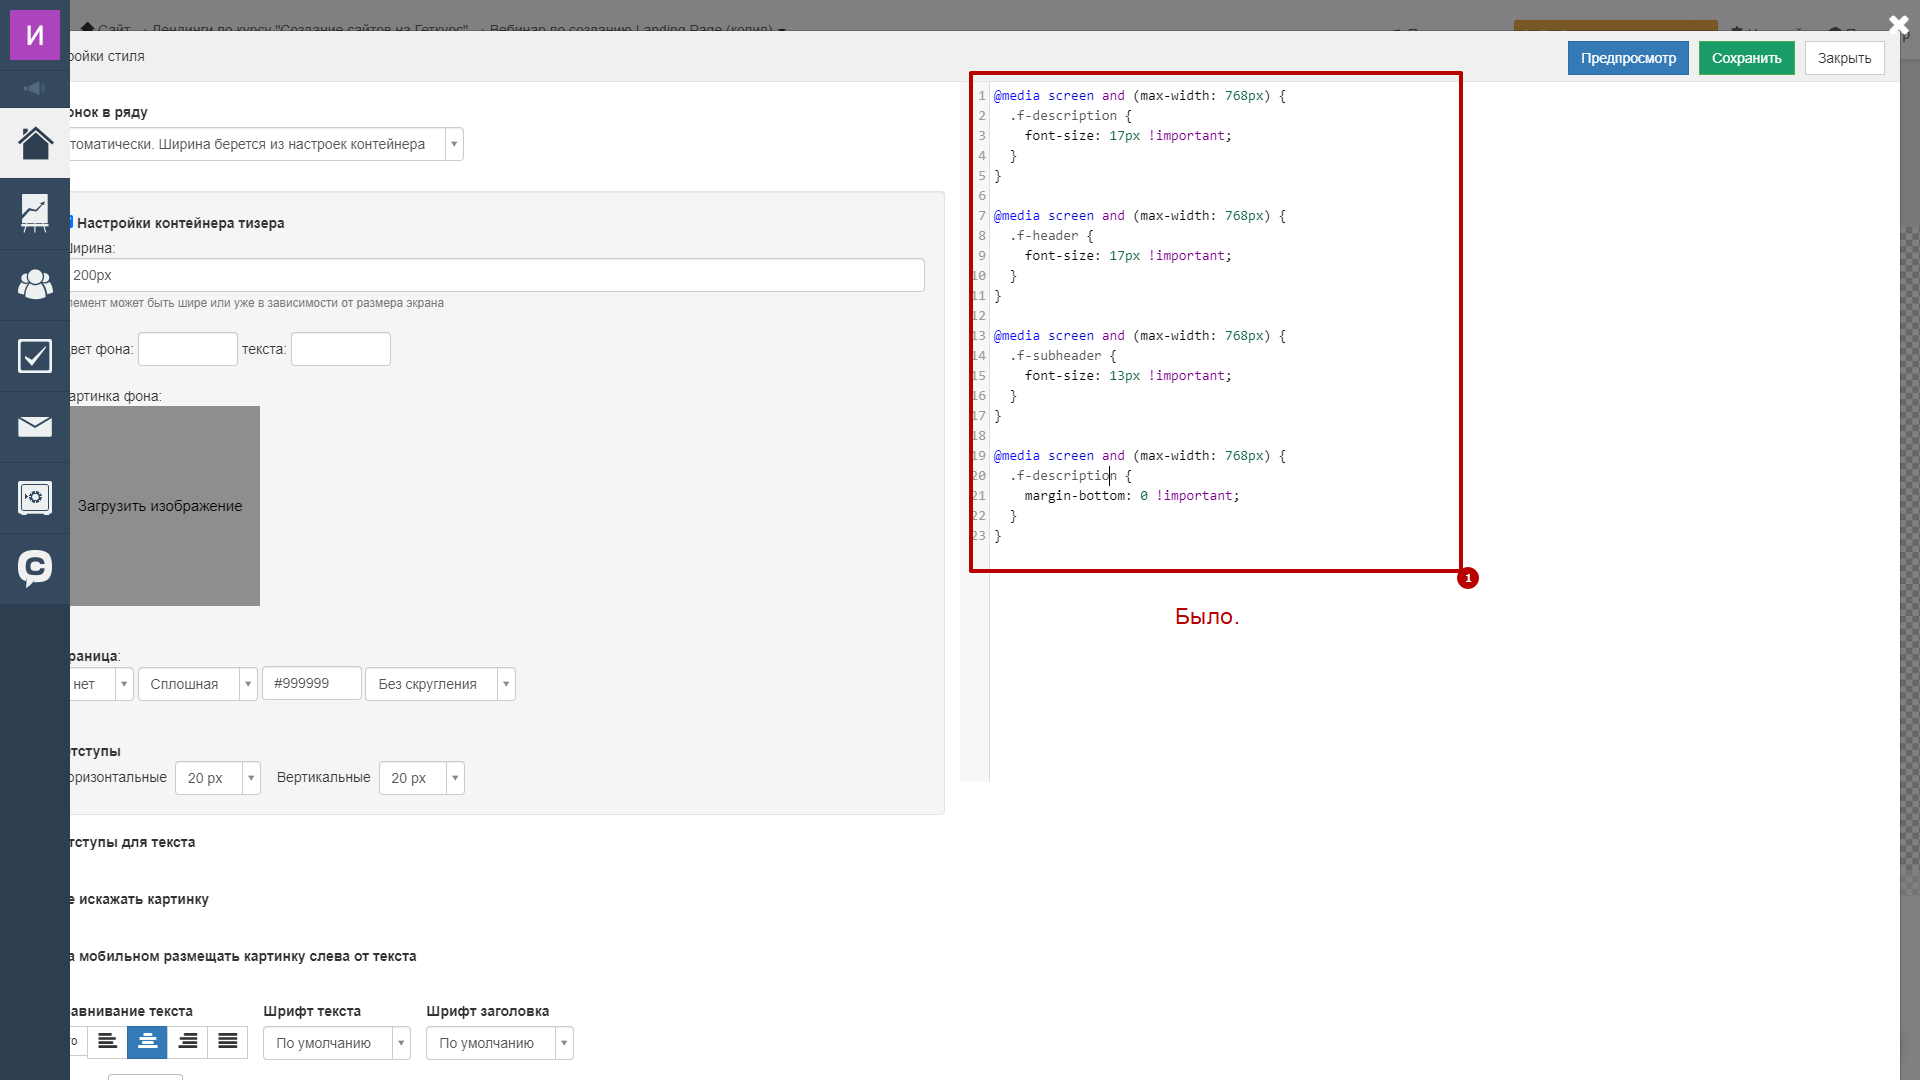 И
Сайт
Лендинги по курсу "Создание сайтов на Геткурс"
Вебинар по созданию Landing Page (копия)
ройки стиля
Предпросмотр
Сохранить
Закрыть
онок в ряду
томатически. Ширина берется из настроек контейнера
Настройки контейнера тизера
Ширина:
200px
лемент может быть шире или уже в зависимости от размера экрана
вет фона:
текста:
артинка фона:
Загрузить изображение
раница:
нет
Сплошная
#999999
Без скругления
тступы
оризонтальные
20 px
Вертикальные
20 px
тступы для текста
е искажать картинку
а мобильном размещать картинку слева от текста
авнивание текста
Шрифт текста
Шрифт заголовка
По умолчанию
По умолчанию
1 @media screen and (max-width: 768px) {
2 .f-description {
3 font-size: 17px !important;
4 }
5 }
6
7 @media screen and (max-width: 768px) {
8 .f-header {
9 font-size: 17px !important;
10 }
11 }
12
13 @media screen and (max-width: 768px) {
14 .f-subheader {
15 font-size: 13px !important;
16 }
17 }
18
19 @media screen and (max-width: 768px) {
20 .f-description {
21 margin-bottom: 0 !important;
22 }
23 }
1
Было.